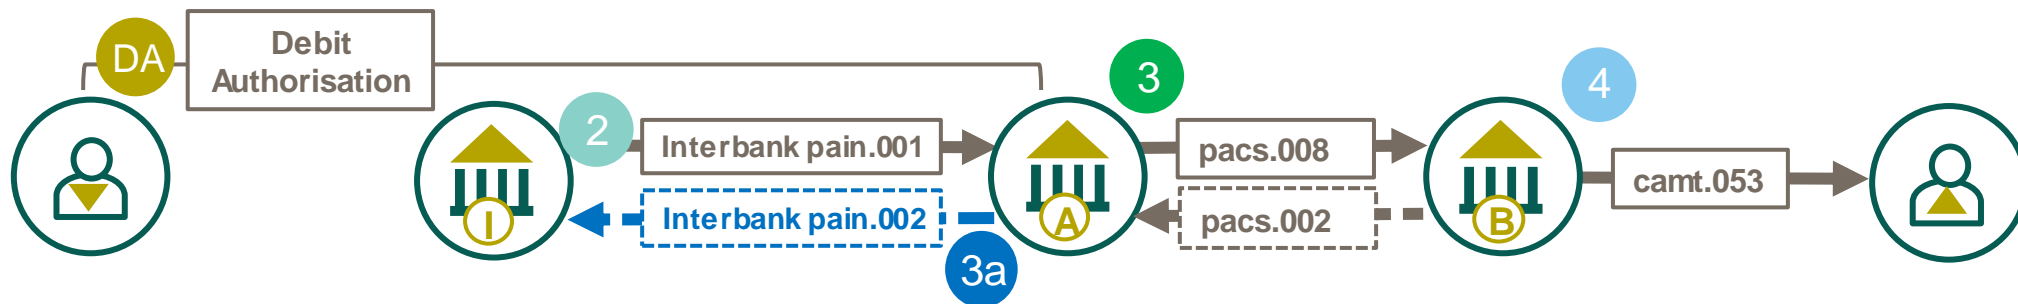 DA
Debit
Authorisation
2
Interbank pain.001
Interbank pain.002
I
3a
3
A
pacs.008
pacs.002
4
B
camt.053